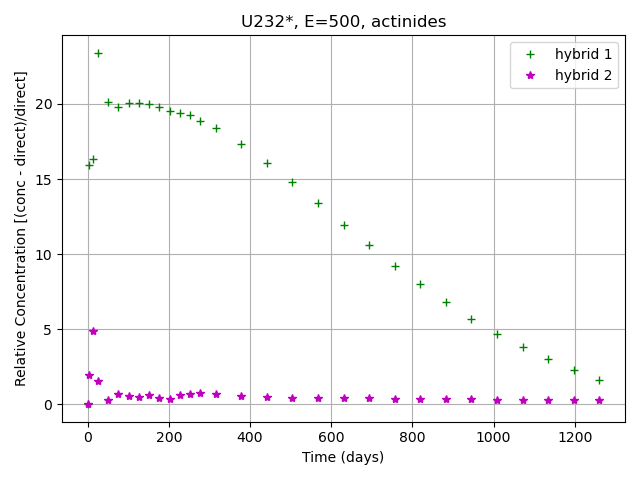 U232*, E=500, actinides
hybrid 1
hybrid 2
Relative Concentration [(conc - direct)/direct]
20
15
10
5
0
0 200 400 600 800 1000 1200
Time (days)